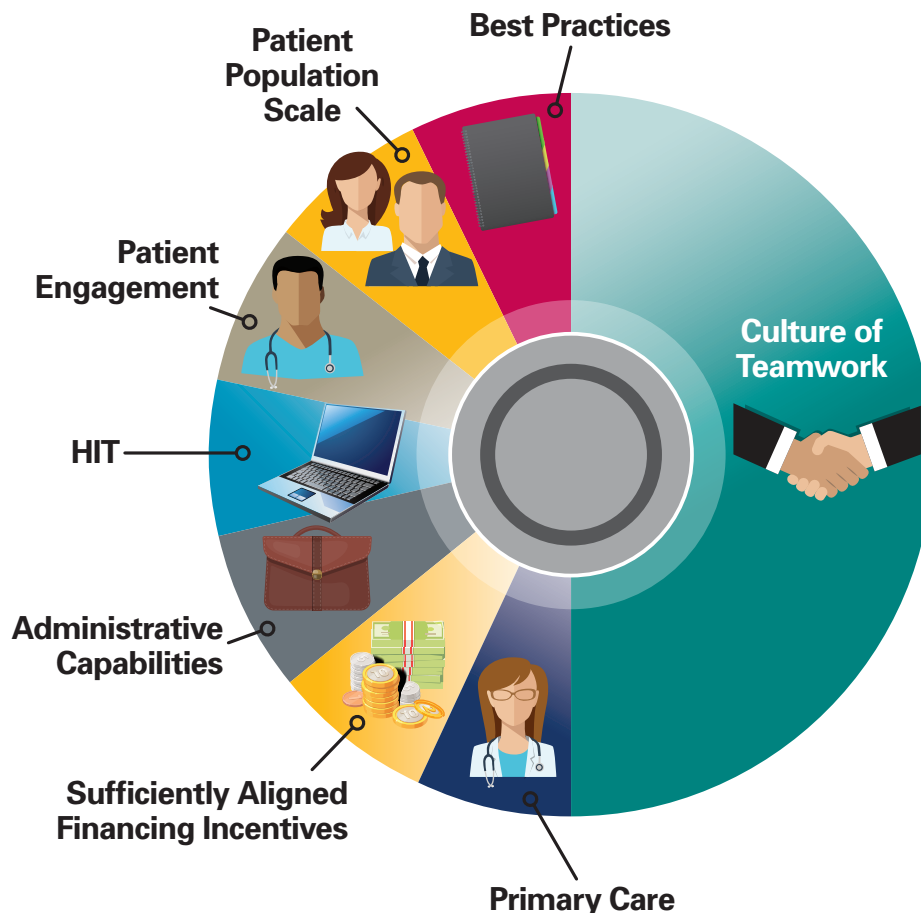 Best Practices
Patient
Population
Scale
Patient
Engagement
HIT
Administrative
Capabilities
Sufficiently Aligned
Financing Incentives
Primary Care
Culture of
Teamwork